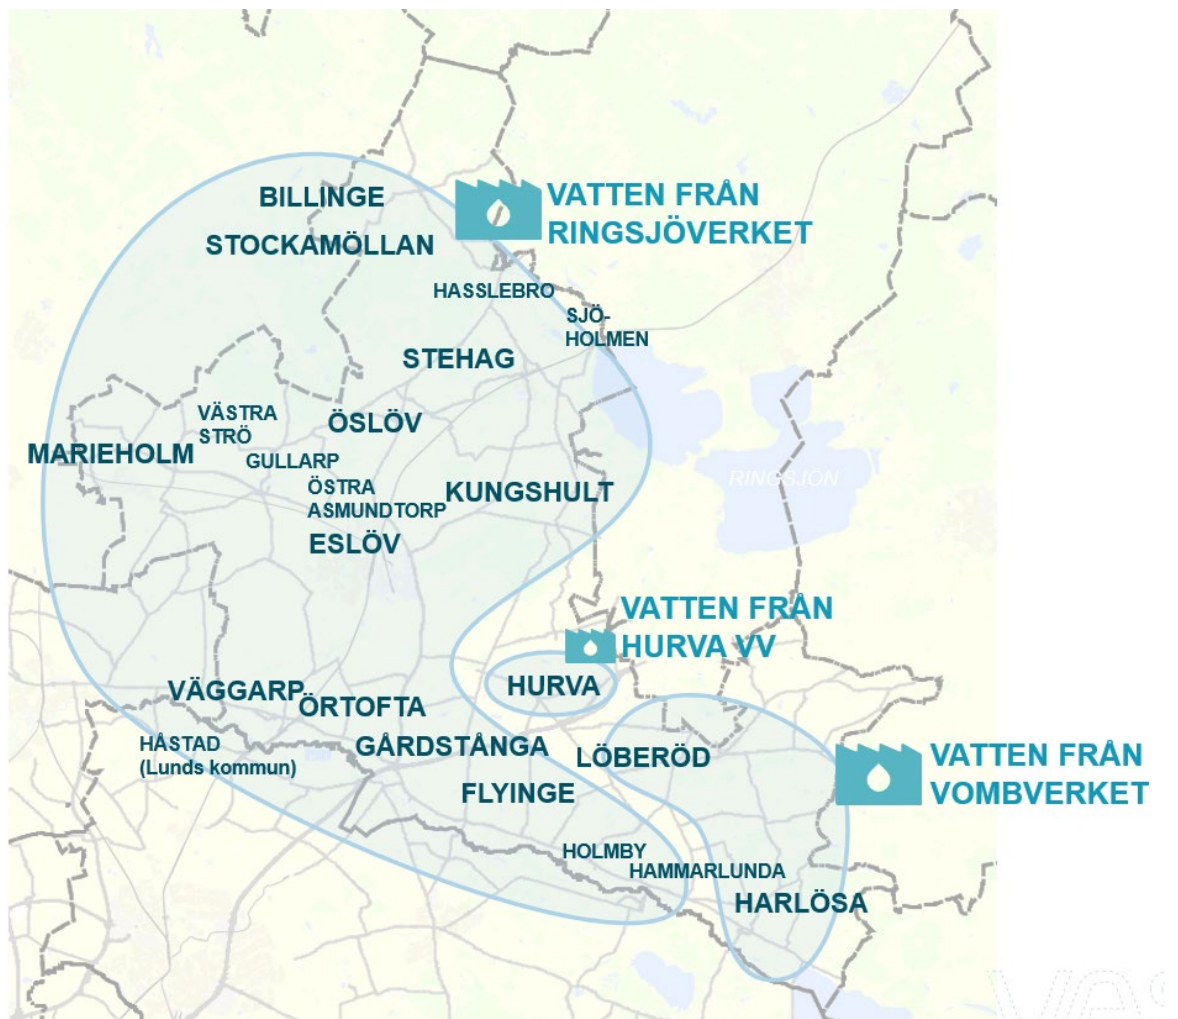 BILLINGE
VATTEN FRÅN
RINGSJÖVERKET
STOCKAMÖLLAN
HASSLEBRO
SJÖ-
HOLMEN
STEHAG
VÄSTRA
STRÖ
ÖSLÖV
MARIEHOLM
GULLARP
RINGSJÖN
ÖSTRA
ASMUNDTORP
KUNGSHULT
ESLÖV
VATTEN FRÅN
HURVA VV
HURVA
VÄGGARP
ÖRTOFTA
HÅSTAD
(Lunds kommun)
GÅRDSTÅNGA
LÖBERÖD
VATTEN FRÅN
VOMBVERKET
FLYINGE
HOLMBY
HAMMARLUNDA
HARLÖSA